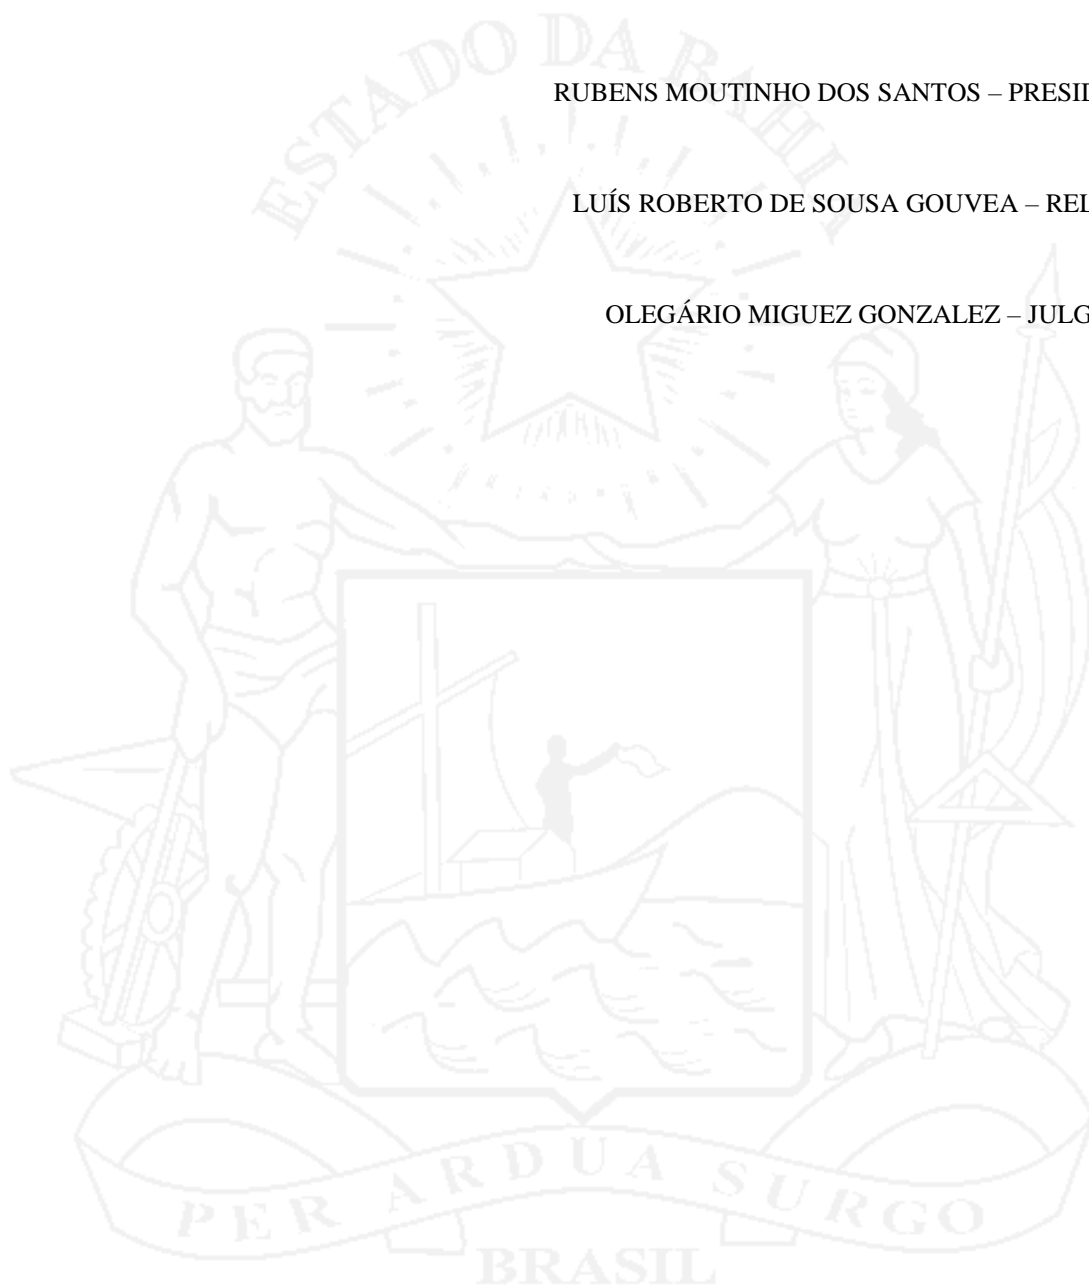 ESTADO DA BAHI
RUBENS MOUTINHO DOS SANTOS – PRESI
LUÍS ROBERTO DE SOUSA GOUVEA – REL
OLEGÁRIO MIGUEZ GONZALEZ – JULG
PER ARDUA SURGO
BRASIL